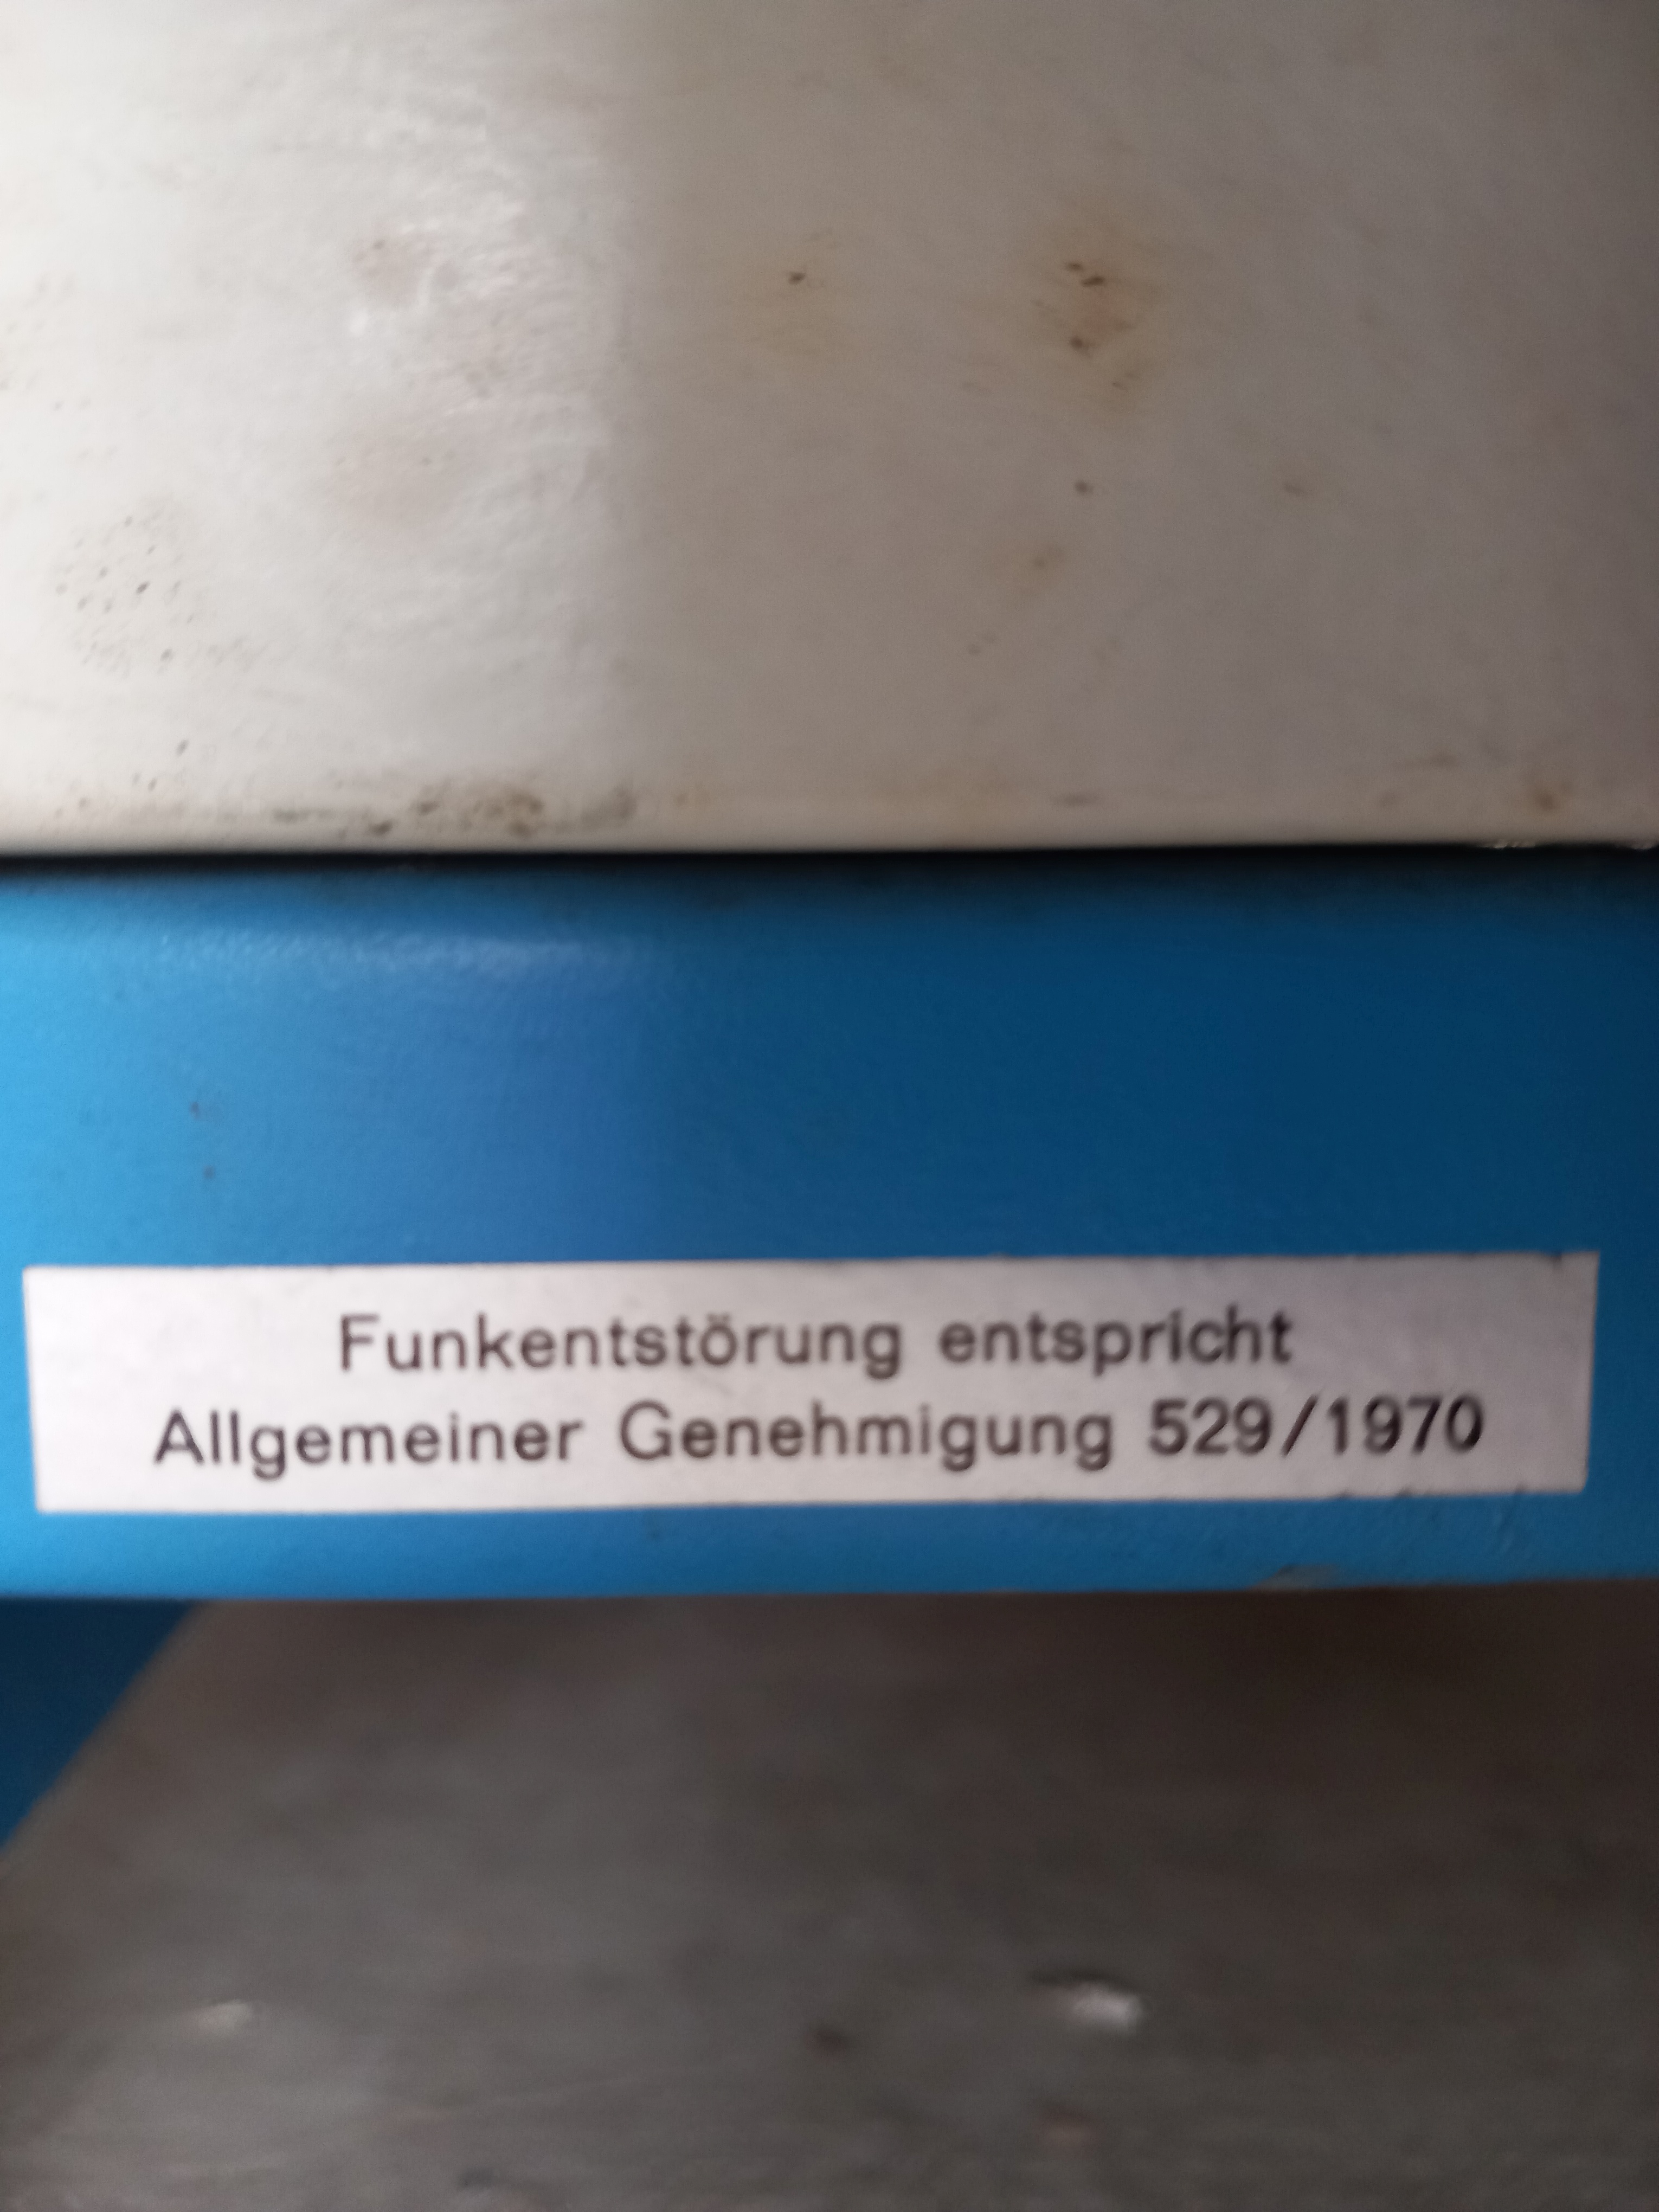 Funkentstörung entspricht
Allgemeiner Genehmigung 529/1970